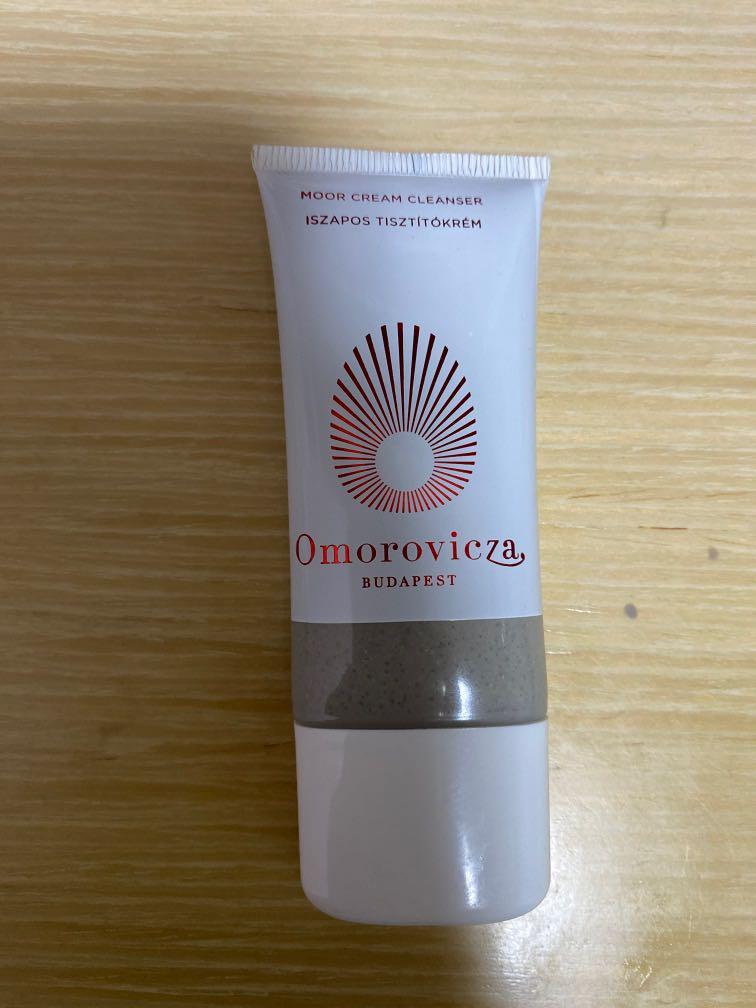 MOOR CREAM CLEANSER
ISZAPOS TISZTÍTÓKRÉM
Omorovicza
BUDAPEST